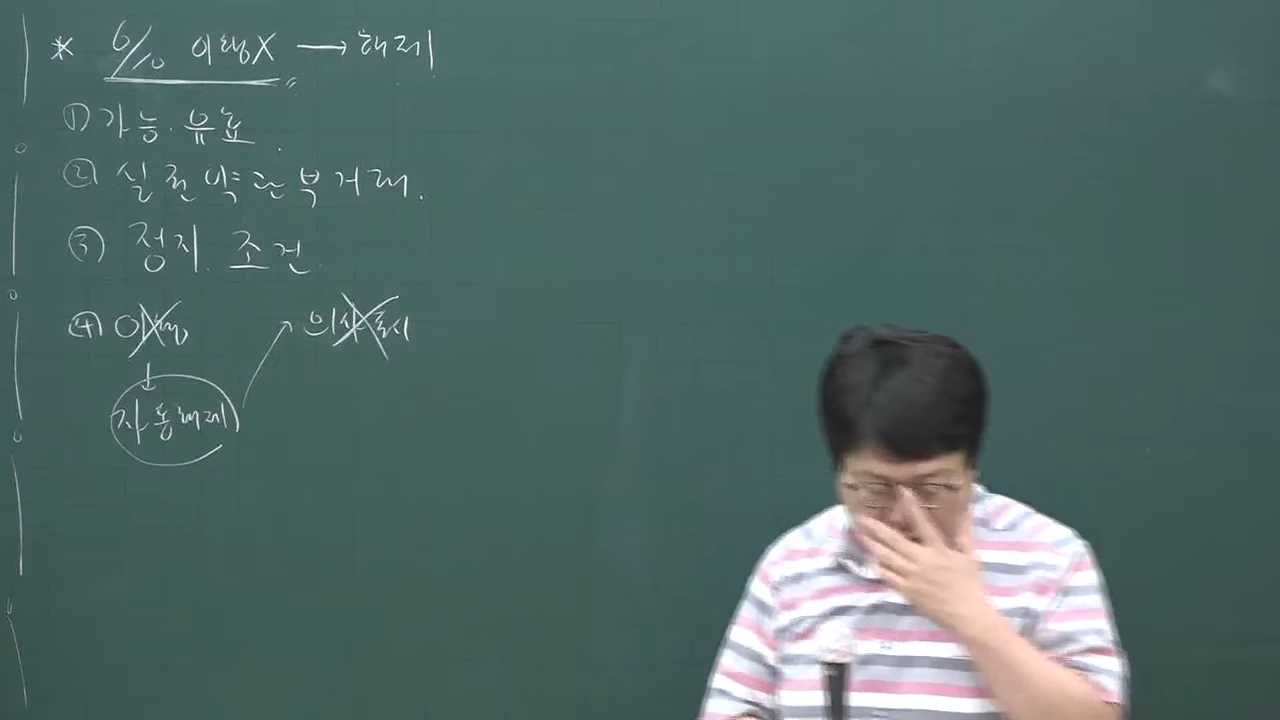 * 6/10 이행X → 해제
① 가능·유효.
② 실권약관부거래.
③ 정지 조건
④ 이행 의사표시
↓
자동해제